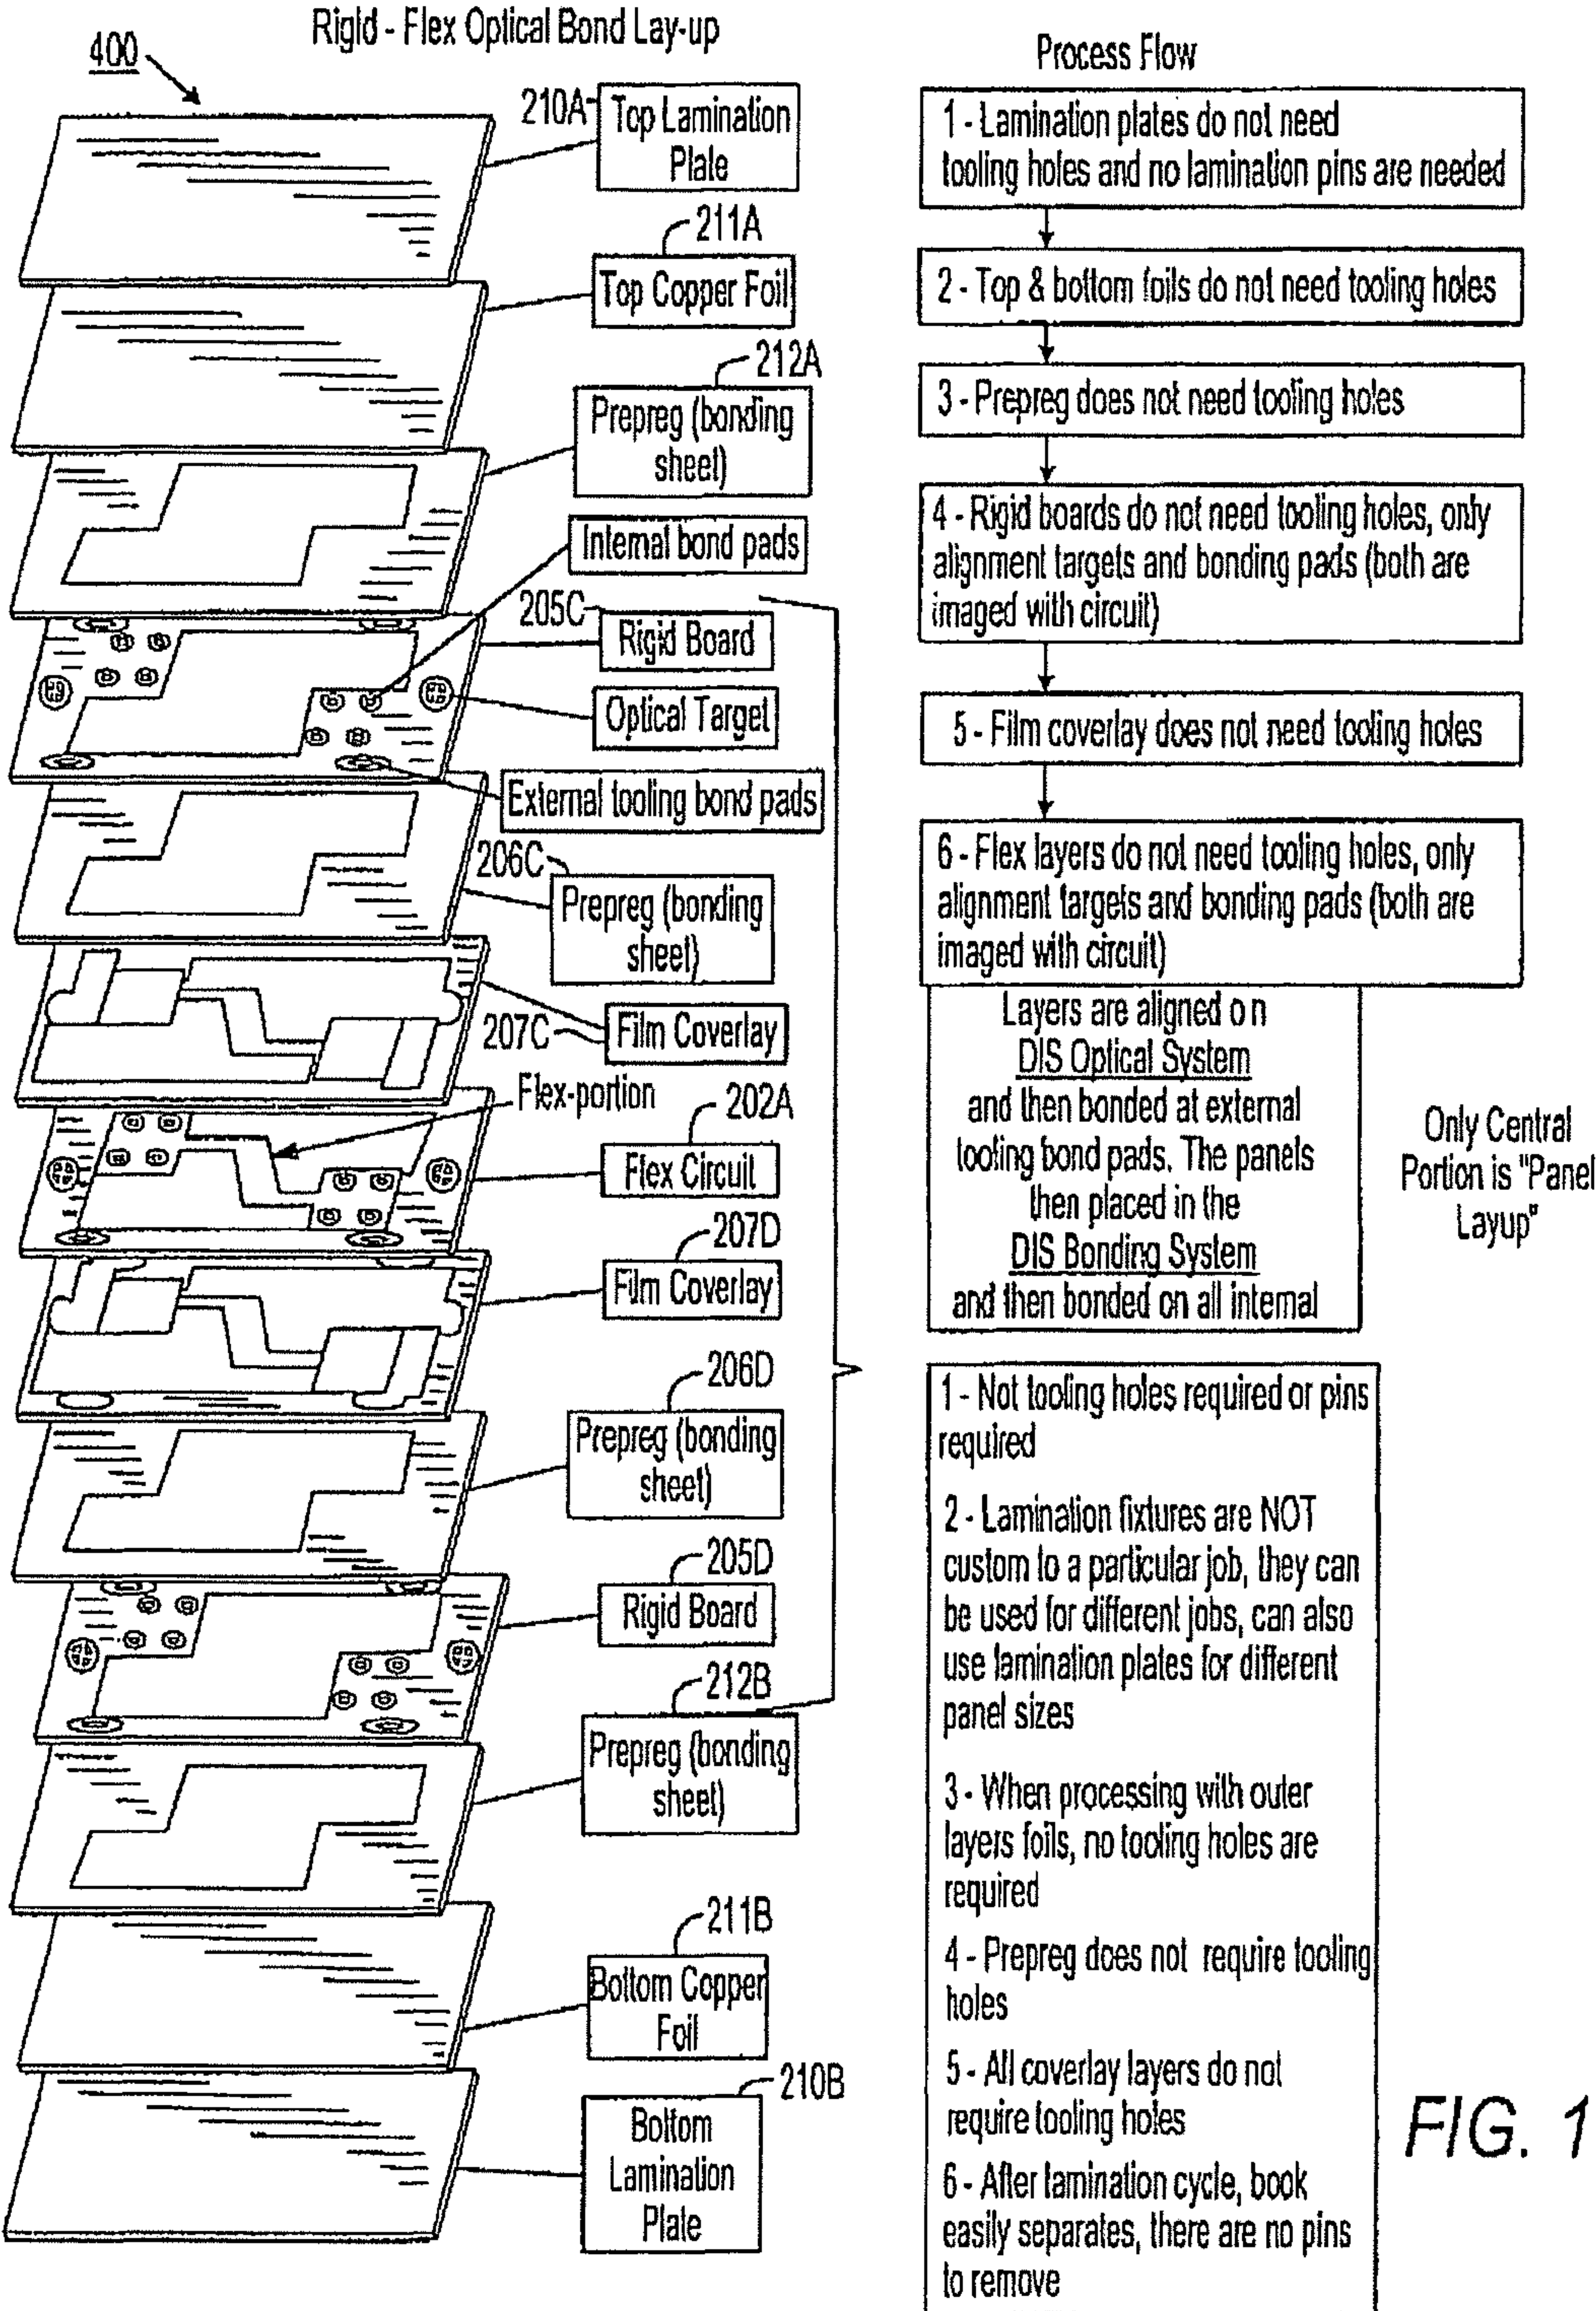 Rigid - Flex Optical Bond Lay-up
400
210A
Top Lamination
Plate
211A
Top Copper Foil
212A
Prepreg (bonding
sheet)
Internal bond pads
205C
Rigid Board
Optical Target
External tooling bond pads
206C
Prepreg (bonding
sheet)
207C
Film Coverlay
Flex-portion
202A
Flex Circuit
207D
Film Coverlay
206D
Prepreg (bonding
sheet)
205D
Rigid Board
212B
Prepreg (bonding
sheet)
211B
Bottom Copper
Foil
210B
Bottom
Lamination
Plate
Process Flow
1 - Lamination plates do not need
tooling holes and no lamination pins are needed
2 - Top & bottom foils do not need tooling holes
3 - Prepreg does not need tooling holes
4 - Rigid boards do not need tooling holes, only
alignment targets and bonding pads (both are
imaged with circuit)
5 - Film coverlay does not need tooling holes
6 - Flex layers do not need tooling holes, only
alignment targets and bonding pads (both are
imaged with circuit)
Layers are aligned on
DIS Optical System
and then bonded at external
tooling bond pads. The panels
then placed in the
DIS Bonding System
and then bonded on all internal
Only Central
Portion is "Panel
Layup"
1 - Not tooling holes required or pins
required
2 - Lamination fixtures are NOT
custom to a particular job, they can
be used for different jobs, can also
use lamination plates for different
panel sizes
3 - When processing with outer
layers foils, no tooling holes are
required
4 - Prepreg does not require tooling
holes
5 - All coverlay layers do not
require tooling holes
6 - After lamination cycle, book
easily separates, there are no pins
to remove
FIG. 1